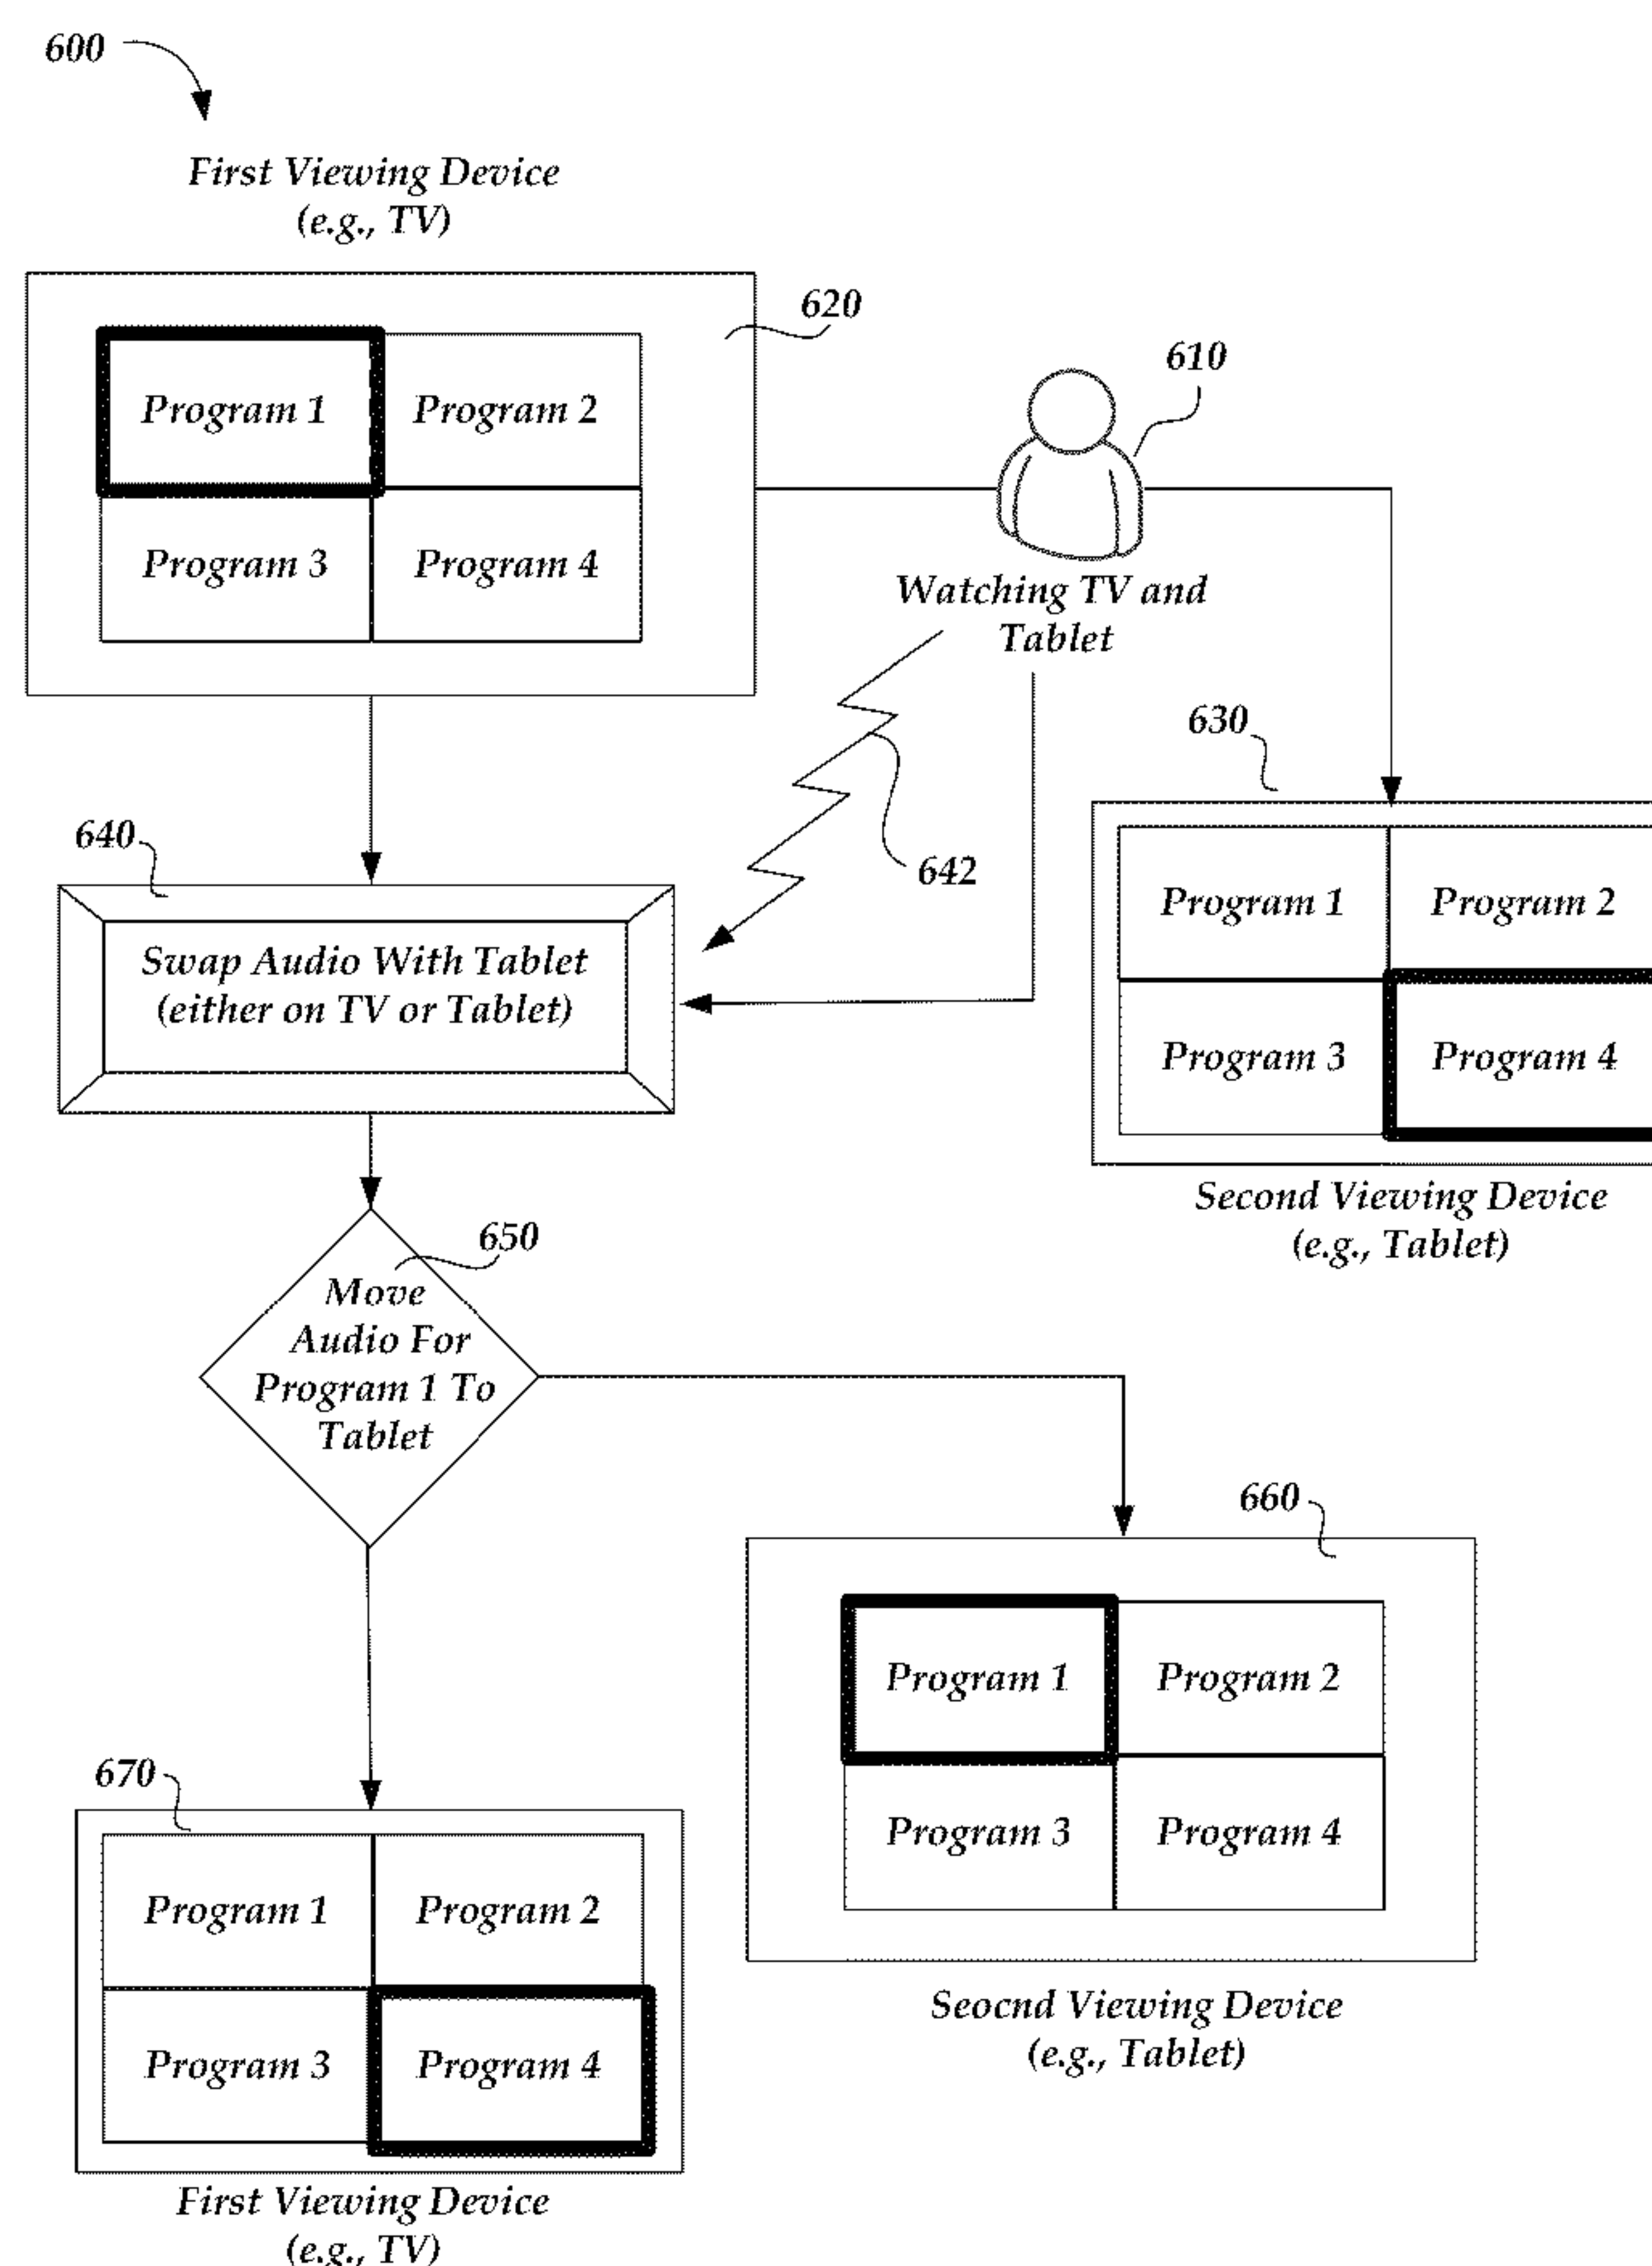 600
First Viewing Device
(e.g., TV)
620
610
Program 1
Program 2
Program 3
Program 4
Watching TV and
Tablet
630
640
642
Program 1
Program 2
Swap Audio With Tablet
(either on TV or Tablet)
Program 3
Program 4
Second Viewing Device
(e.g., Tablet)
650
Move
Audio For
Program 1 To
Tablet
660
Program 1
Program 2
Program 3
Program 4
Seocnd Viewing Device
(e.g., Tablet)
670
Program 1
Program 2
Program 3
Program 4
First Viewing Device
(e.g., TV)